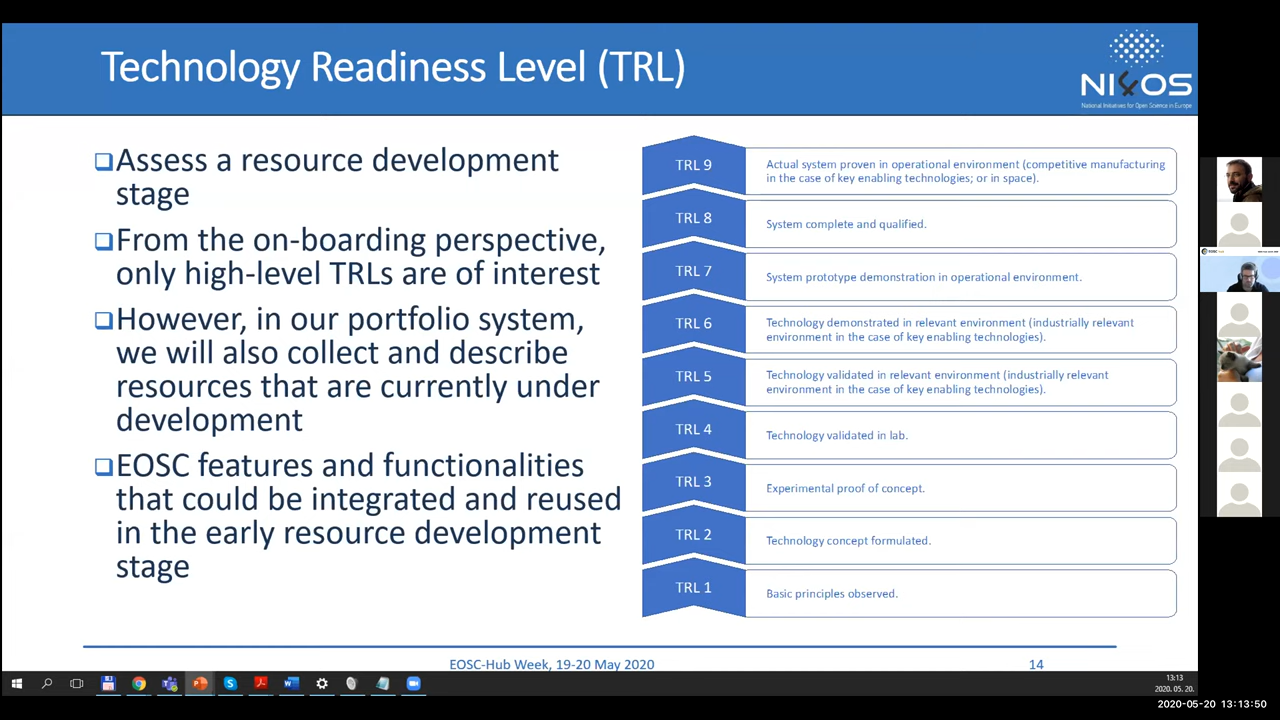 Technology Readiness Level (TRL)
NI4OS
National Initiatives for Open Science in Europe
Assess a resource development
stage
From the on-boarding perspective,
only high-level TRLs are of interest
However, in our portfolio system,
we will also collect and describe
resources that are currently under
development
EOSC features and functionalities
that could be integrated and reused
in the early resource development
stage
TRL 9
Actual system proven in operational environment (competitive manufacturing
in the case of key enabling technologies; or in space).
TRL 8
System complete and qualified.
TRL 7
System prototype demonstration in operational environment.
TRL 6
Technology demonstrated in relevant environment (industrially relevant
environment in the case of key enabling technologies).
TRL 5
Technology validated in relevant environment (industrially relevant
environment in the case of key enabling technologies).
TRL 4
Technology validated in lab.
TRL 3
Experimental proof of concept.
TRL 2
Technology concept formulated.
TRL 1
Basic principles observed.
EOSC-Hub Week, 19-20 May 2020
14
13:13
2020. 05. 20.
2020-05-20 13:13:50